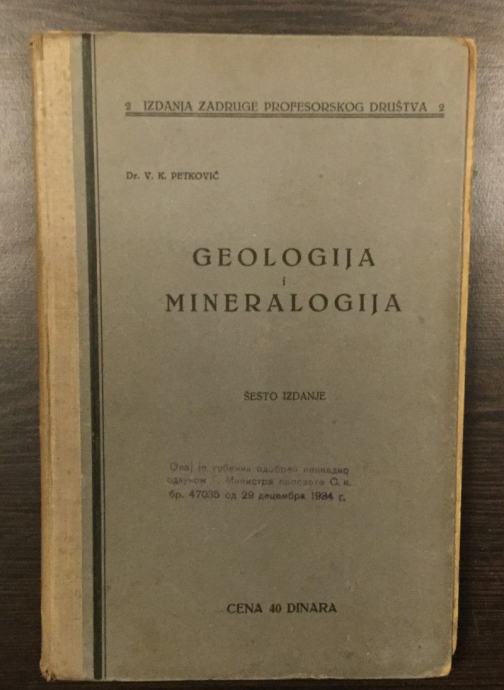 2 IZDANJA ZADRUGE PROFESORSKOG DRUŠTVA 2
Dr. V. K. PETKOVIĆ
GEOLOGIJA
i
MINERALOGIJA
ŠESTO IZDANJE
Овај је уџбеник одобрен
одлуком Г. Министра просвете С. н.
бр. 47035 од 29 децембра 1934 г.
CENA 40 DINARA